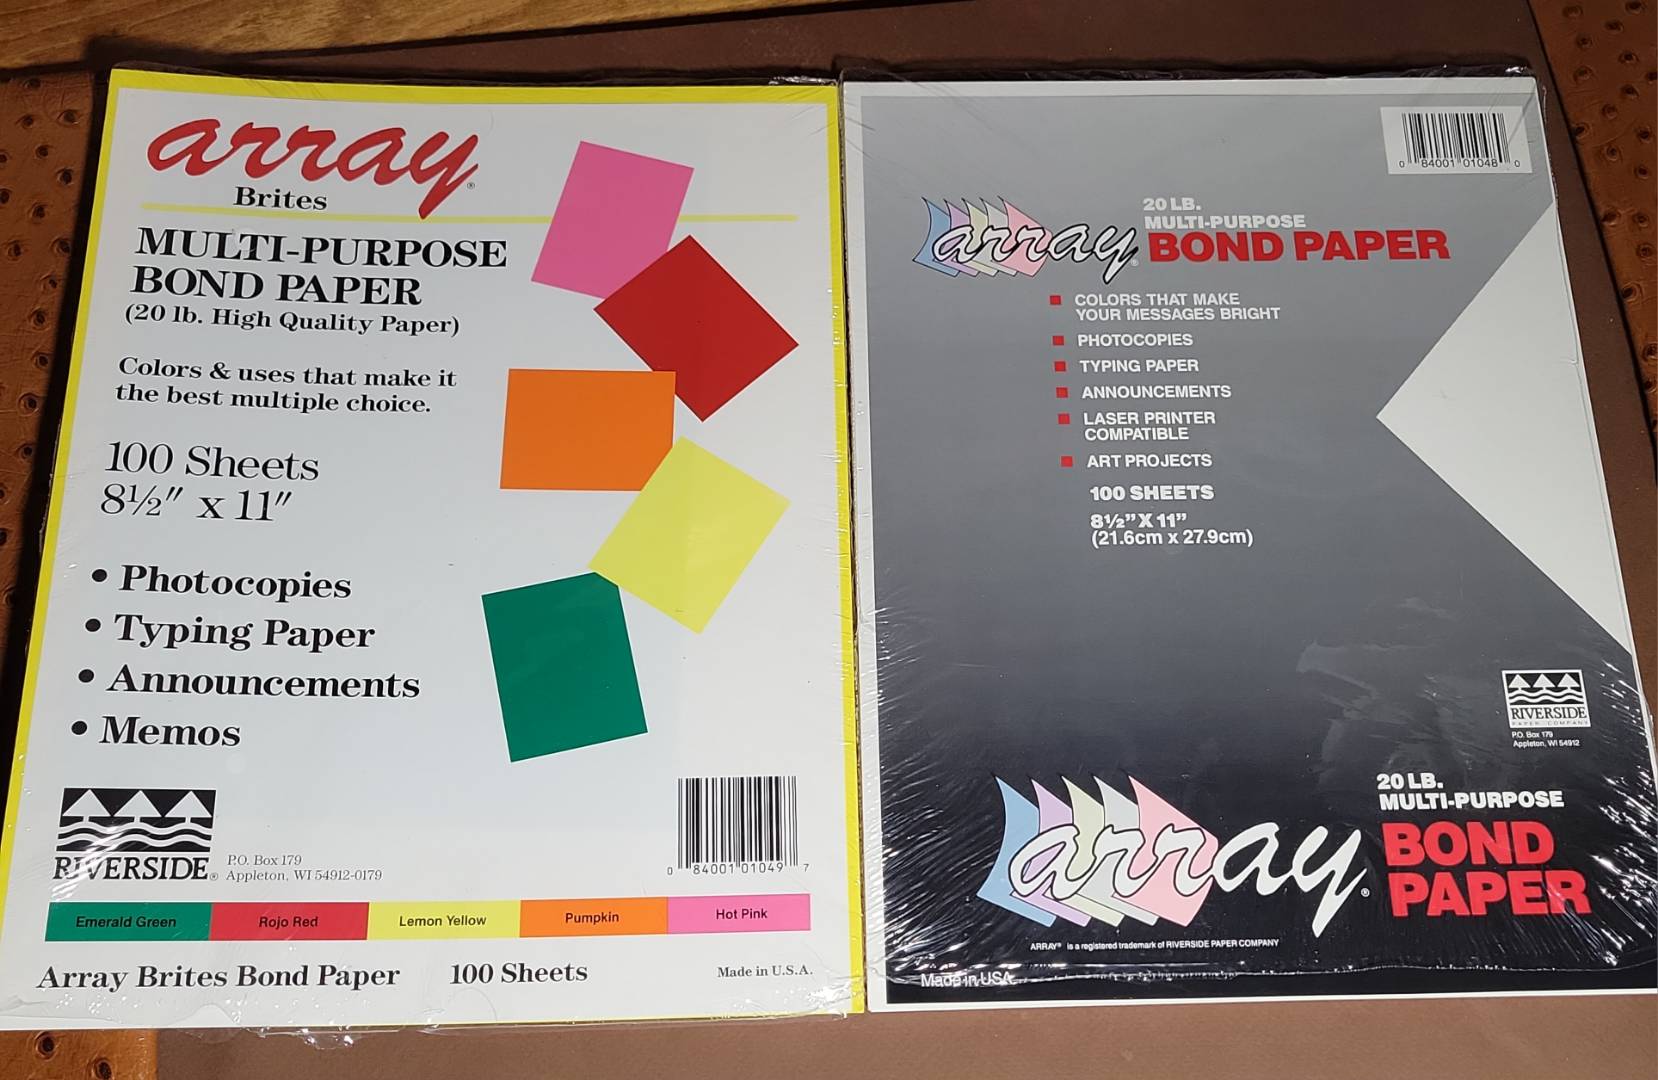 array®
Brites
MULTI-PURPOSE
BOND PAPER
(20 lb. High Quality Paper)
Colors & uses that make it
the best multiple choice.
100 Sheets
8½" x 11"
• Photocopies
• Typing Paper
• Announcements
• Memos
RIVERSIDE®
P.O. Box 179
Appleton, WI 54912-0179
0 84001 01049 7
Emerald Green
Rojo Red
Lemon Yellow
Pumpkin
Hot Pink
Array Brites Bond Paper
100 Sheets
Made in U.S.A.
0 84001 01048 0
array®
20 LB.
MULTI-PURPOSE
BOND PAPER
COLORS THAT MAKE
YOUR MESSAGES BRIGHT
PHOTOCOPIES
TYPING PAPER
ANNOUNCEMENTS
LASER PRINTER
COMPATIBLE
ART PROJECTS
100 SHEETS
8½" X 11"
(21.6cm x 27.9cm)
RIVERSIDE
PAPER COMPANY
P.O. Box 179
Appleton, WI 54912
array®
20 LB.
MULTI-PURPOSE
BOND
PAPER
ARRAY® is a registered trademark of RIVERSIDE PAPER COMPANY
Made in USA